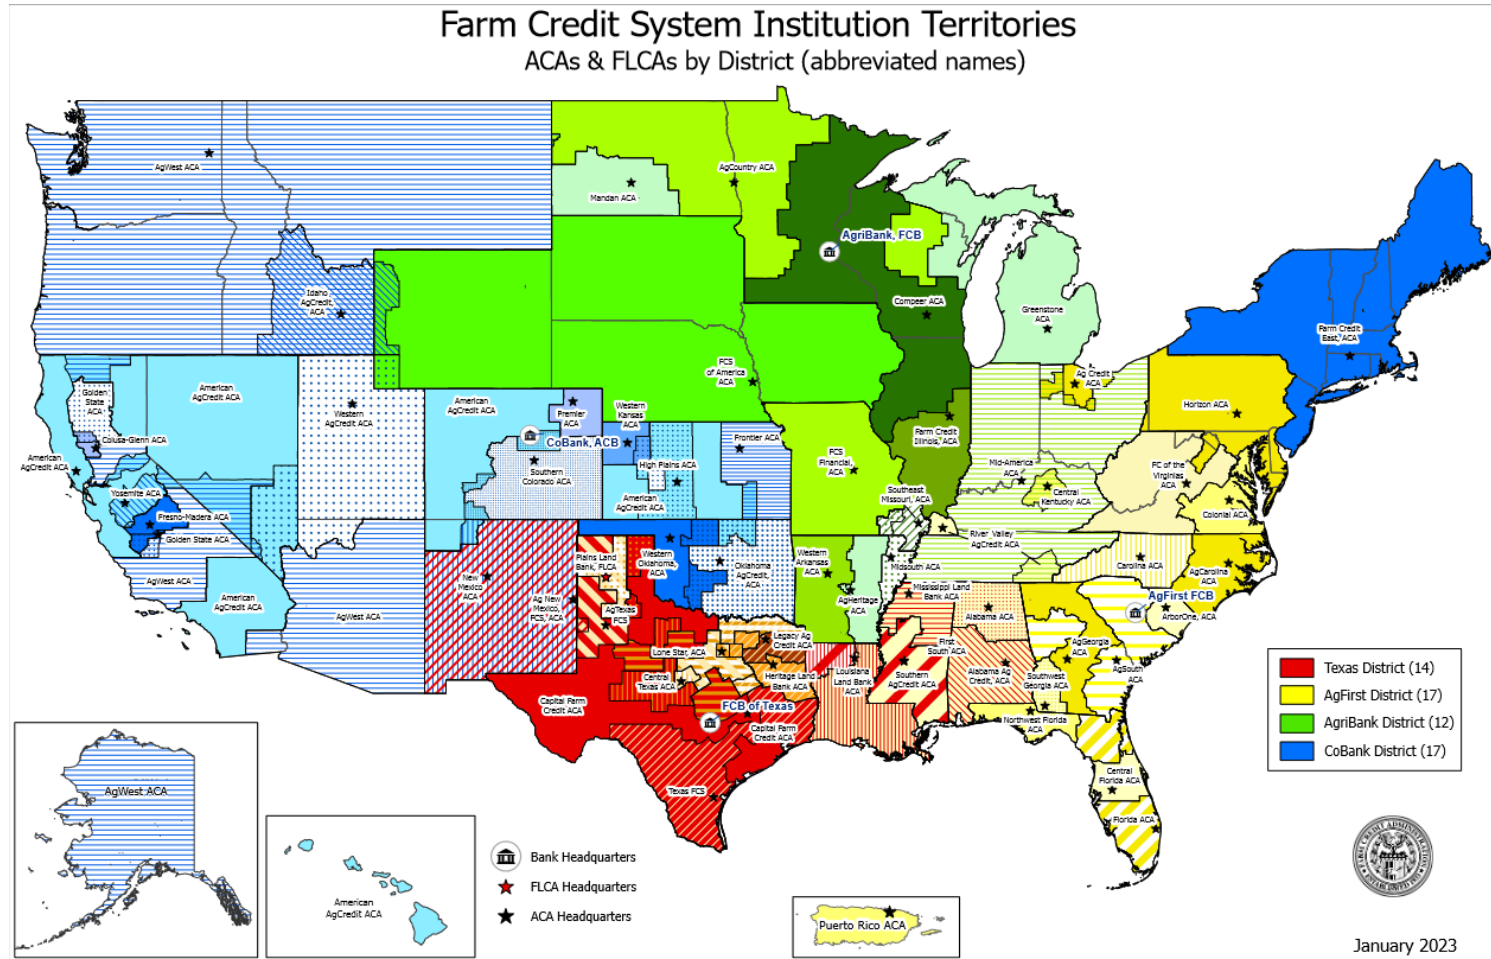 Farm Credit System Institution Territories
ACAs & FLCAs by District (abbreviated names)
AgWest ACA
Mandan ACA
AgCountry ACA
AgriBank, FCB
Idaho
AgCredit,
ACA
Compeer ACA
Greenstone
ACA
Farm Credit
East, ACA
FCS
of America
ACA
Ag Credit
ACA
Golden
State
ACA
American
AgCredit ACA
Western
AgCredit ACA
American
AgCredit ACA
Premier
ACA
Western
Kansas
ACA
Horizon ACA
Colusa-Glenn ACA
CoBank, ACB
Frontier ACA
Farm Credit
Illinois, ACA
American
AgCredit ACA
Southern
Colorado ACA
High Plains ACA
FCS
Financial,
ACA
Mid-America
ACA
FC of the
Virginias
ACA
Yosemite ACA
American
AgCredit ACA
Southeast
Missouri, ACA
Central
Kentucky ACA
Colonial ACA
Fresno-Madera ACA
Golden State ACA
River Valley
AgCredit ACA
Plains Land
Bank, FLCA
Western
Oklahoma,
ACA
Oklahoma
AgCredit,
ACA
Western
Arkansas
ACA
Midsouth ACA
Carolina ACA
AgCarolina
ACA
AgWest ACA
New
Mexico
ACA
American
AgCredit ACA
Ag New
Mexico,
FCS, ACA
AgTexas
FCS
AgHeritage
ACA
Mississippi Land
Bank ACA
Alabama ACA
AgFirst FCB
ArborOne, ACA
AgWest ACA
Lone Star, ACA
Legacy Ag
Credit ACA
First
South ACA
AgGeorgia
ACA
Central
Texas ACA
Heritage Land
Bank ACA
Louisiana
Land Bank
ACA
Southern
AgCredit ACA
Alabama Ag
Credit, ACA
Southwest
Georgia ACA
AgSouth
ACA
Capital Farm
Credit ACA
FCB of Texas
Capital Farm
Credit ACA
Northwest Florida
ACA
Texas FCS
Central
Florida ACA
Florida ACA
Texas District (14)
AgFirst District (17)
AgriBank District (12)
CoBank District (17)
AgWest ACA
American
AgCredit ACA
Bank Headquarters
FLCA Headquarters
ACA Headquarters
Puerto Rico ACA
FARM CREDIT ADMINISTRATION
January 2023